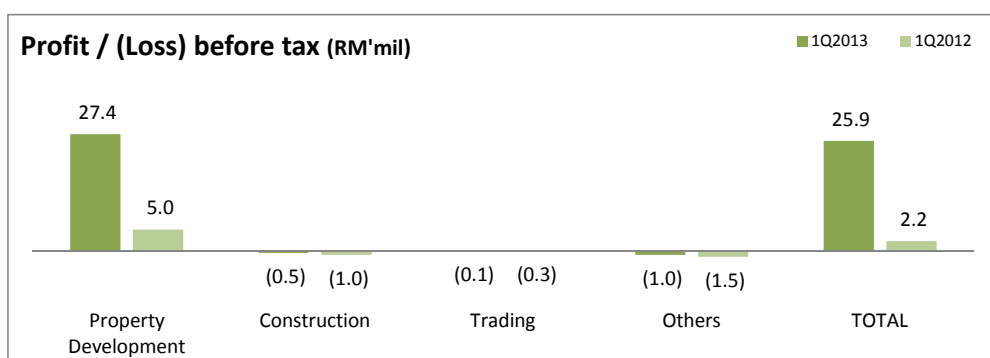 Profit / (Loss) before tax (RM'mil)
1Q2013 1Q2012
27.4
5.0
(0.5) (1.0)
(0.1) (0.3)
(1.0) (1.5)
25.9
2.2
Property
Development
Construction
Trading
Others
TOTAL